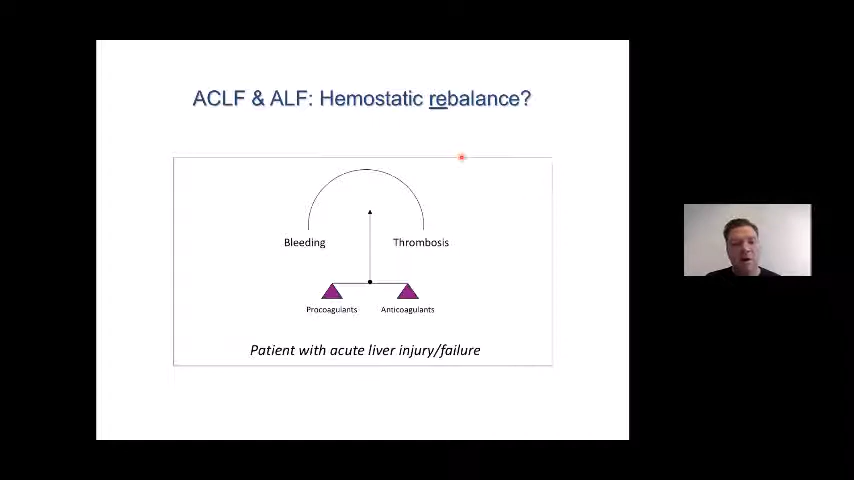 ACLF & ALF: Hemostatic rebalance?
Bleeding
Thrombosis
Procoagulants
Anticoagulants
Patient with acute liver injury/failure